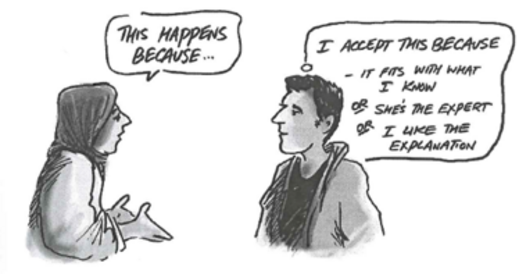 THIS HAPPENS
BECAUSE...
I ACCEPT THIS BECAUSE
- IT FITS WITH WHAT
I KNOW
OR SHE'S THE EXPERT
OR I LIKE THE
EXPLANATION